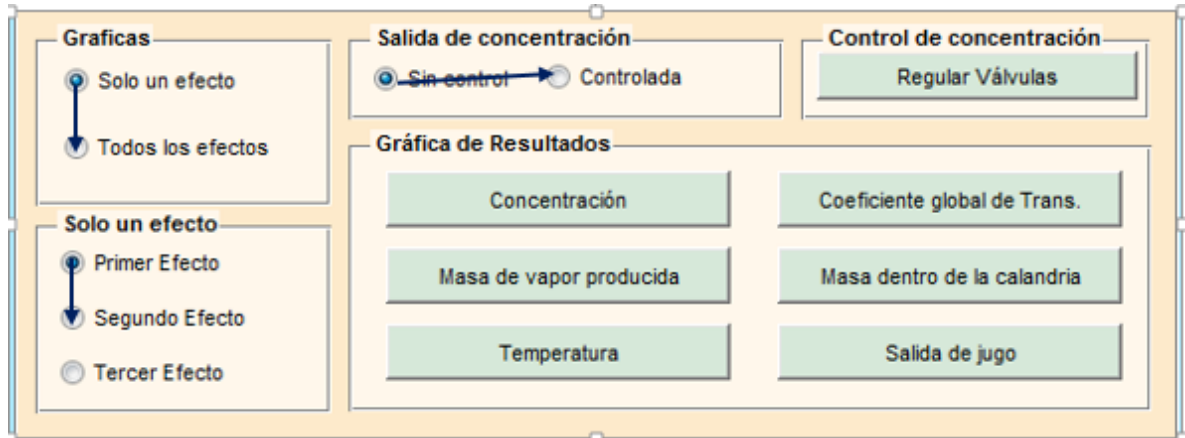 Graficas
Solo un efecto
Todos los efectos
Salida de concentración
Sin control
Controlada
Control de concentración
Regular Válvulas
Solo un efecto
Primer Efecto
Segundo Efecto
Tercer Efecto
Gráfica de Resultados
Concentración
Coeficiente global de Trans.
Masa de vapor producida
Masa dentro de la calandria
Temperatura
Salida de jugo